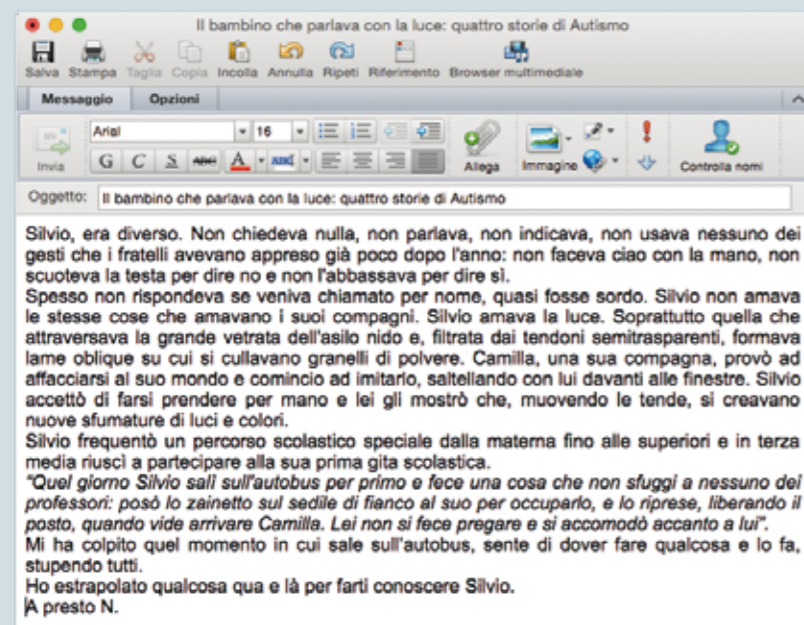 Il bambino che parlava con la luce: quattro storie di Autismo
Salva Stampa Taglia Copia Incolla Annulla Ripeti Riferimento Browser multimediale
Messaggio Opzioni
Arial 16
Invia G C S ABC A ABC Allega Immagine Controlla nomi
Oggetto: Il bambino che parlava con la luce: quattro storie di Autismo
Silvio, era diverso. Non chiedeva nulla, non parlava, non indicava, non usava nessuno dei
gesti che i fratelli avevano appreso già poco dopo l'anno: non faceva ciao con la mano, non
scuoteva la testa per dire no e non l'abbassava per dire sì.
Spesso non rispondeva se veniva chiamato per nome, quasi fosse sordo. Silvio non amava
le stesse cose che amavano i suoi compagni. Silvio amava la luce. Soprattutto quella che
attraversava la grande vetrata dell'asilo nido e, filtrata dai tendoni semitrasparenti, formava
lame oblique su cui si cullavano granelli di polvere. Camilla, una sua compagna, provò ad
affacciarsi al suo mondo e comincio ad imitarlo, saltellando con lui davanti alle finestre. Silvio
accettò di farsi prendere per mano e lei gli mostrò che, muovendo le tende, si creavano
nuove sfumature di luci e colori.
Silvio frequentò un percorso scolastico speciale dalla materna fino alle superiori e in terza
media riuscì a partecipare alla sua prima gita scolastica.
"Quel giorno Silvio salì sull'autobus per primo e fece una cosa che non sfuggì a nessuno dei
professori: posò lo zainetto sul sedile di fianco al suo per occuparlo, e lo riprese, liberando il
posto, quando vide arrivare Camilla. Lei non si fece pregare e si accomodò accanto a lui".
Mi ha colpito quel momento in cui sale sull'autobus, sente di dover fare qualcosa e lo fa,
stupendo tutti.
Ho estrapolato qualcosa qua e là per farti conoscere Silvio.
A presto N.